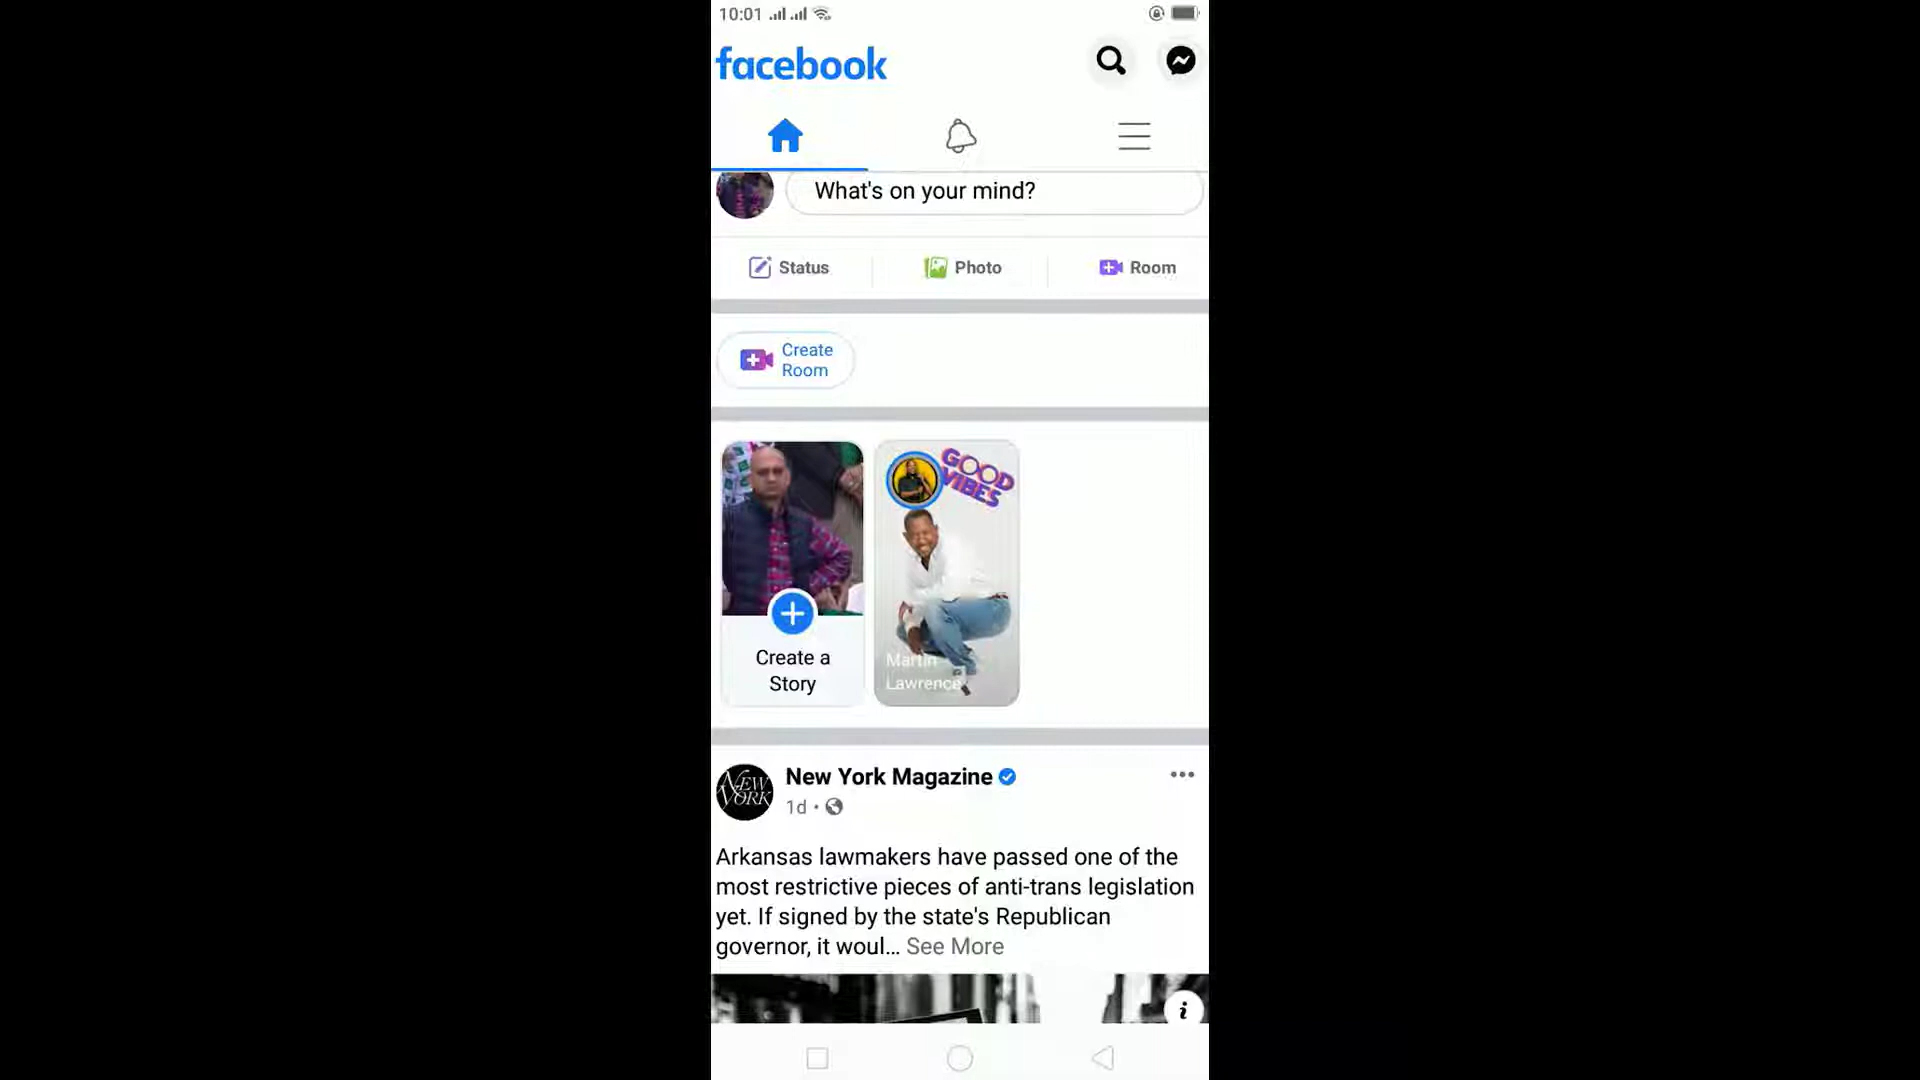 10:01
facebook
What's on your mind?
Status
Photo
Room
Create
Room
GOOD
VIBES
Create a
Story
Martin
Lawrence
NEW
YORK
New York Magazine
1d •
Arkansas lawmakers have passed one of the
most restrictive pieces of anti-trans legislation
yet. If signed by the state's Republican
governor, it woul... See More
i